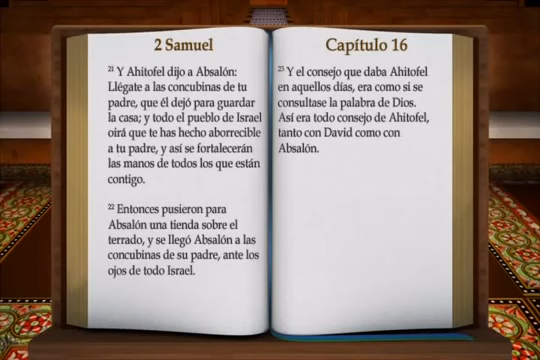 2 Samuel
21 Y Ahitofel dijo a Absalón:
Llégate a las concubinas de tu
padre, que él dejó para guardar
la casa; y todo el pueblo de Israel
oirá que te has hecho aborrecible
a tu padre, y así se fortalecerán
las manos de todos los que están
contigo.
22 Entonces pusieron para
Absalón una tienda sobre el
terrado, y se llegó Absalón a las
concubinas de su padre, ante los
ojos de todo Israel.
Capítulo 16
23 Y el consejo que daba Ahitofel
en aquellos días, era como si se
consultase la palabra de Dios.
Así era todo consejo de Ahitofel,
tanto con David como con
Absalón.